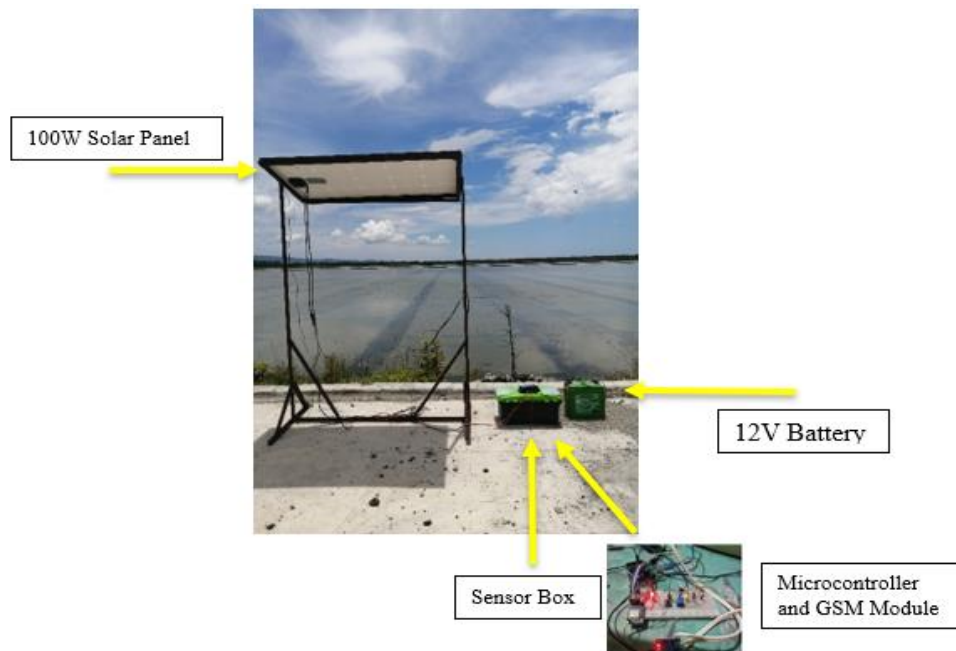 100W Solar Panel
12V Battery
Sensor Box
Microcontroller
and GSM Module